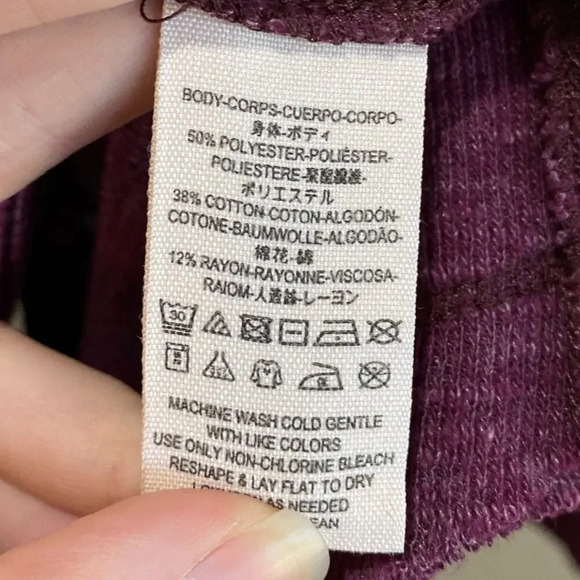 BODY-CORPS-CUERPO-CORPO-
身体-ボディ
50% POLYESTER-POLIÉSTER-
POLIESTERE-聚酯纖維-
ポリエステル
38% COTTON-COTON-ALGODÓN-
COTONE-BAUMWOLLE-ALGODÃO-
棉花-綿
12% RAYON-RAYONNE-VISCOSA-
RAIOM-人造絲-レーヨン
30
MACHINE WASH COLD GENTLE
WITH LIKE COLORS
USE ONLY NON-CHLORINE BLEACH
RESHAPE & LAY FLAT TO DRY
AS NEEDED